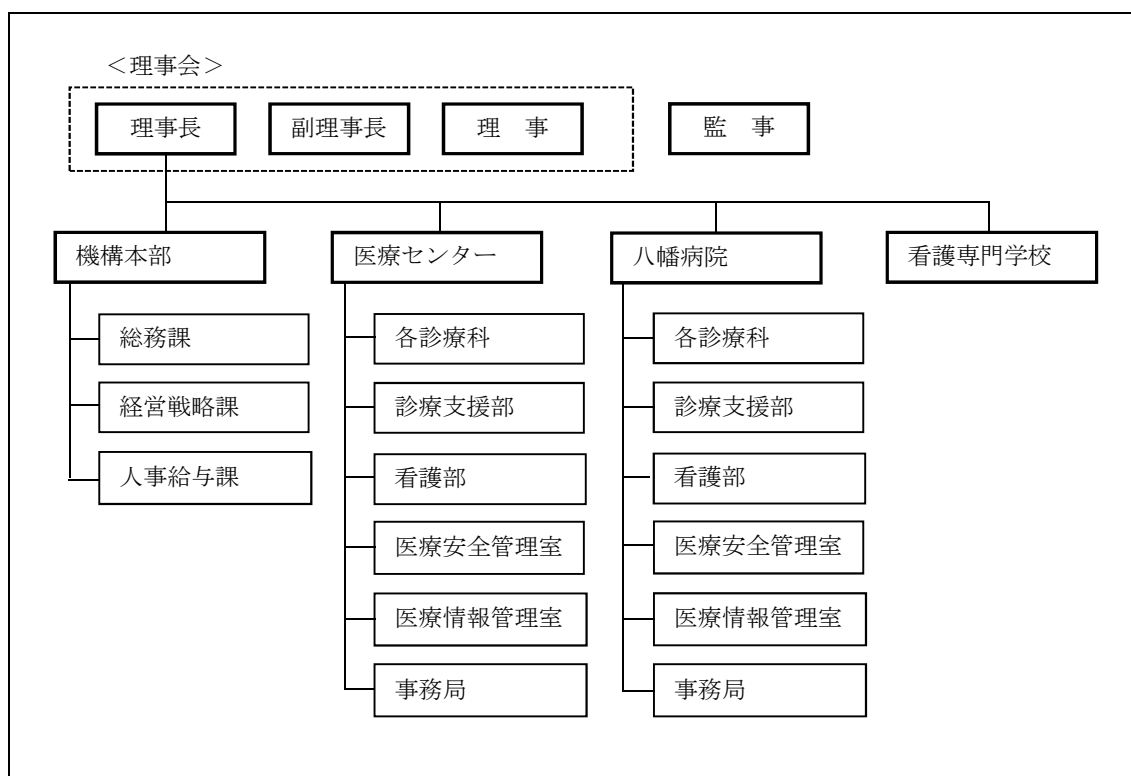 ＜理事会＞
理事長
副理事長
理　事
監　事
機構本部
医療センター
八幡病院
看護専門学校
総務課
経営戦略課
人事給与課
各診療科
診療支援部
看護部
医療安全管理室
医療情報管理室
事務局
各診療科
診療支援部
看護部
医療安全管理室
医療情報管理室
事務局